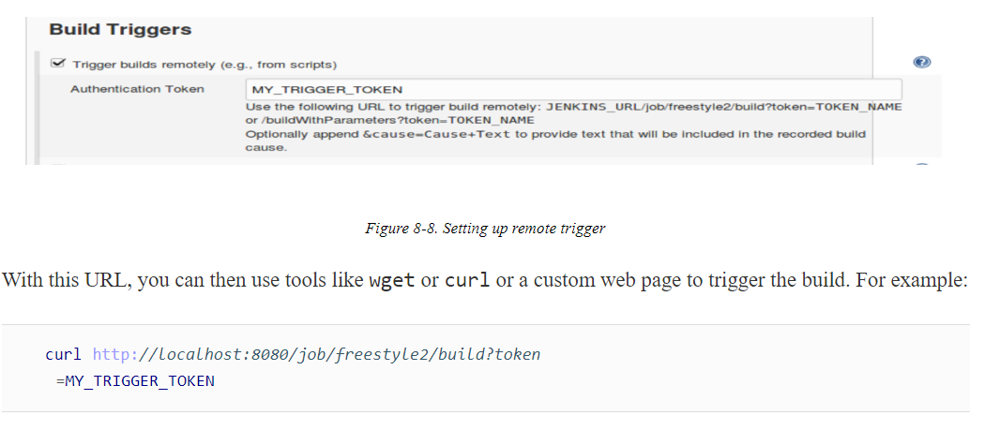 Build Triggers
Trigger builds remotely (e.g., from scripts)
Authentication Token
MY_TRIGGER_TOKEN
Use the following URL to trigger build remotely: JENKINS_URL/job/freestyle2/build?token=TOKEN_NAME
or /buildWithParameters?token=TOKEN_NAME
Optionally append &cause=Cause+Text to provide text that will be included in the recorded build
cause.
Figure 8-8. Setting up remote trigger
With this URL, you can then use tools like wget or curl or a custom web page to trigger the build. For example:
curl http://localhost:8080/job/freestyle2/build?token
=MY_TRIGGER_TOKEN